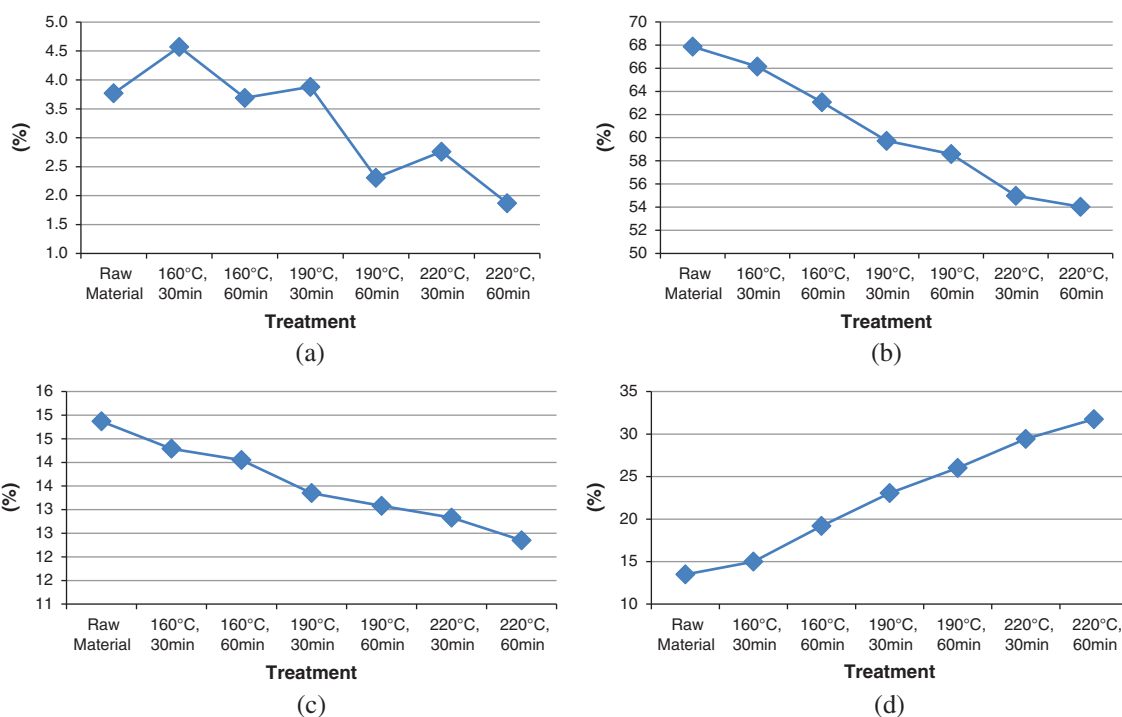 5.0
4.5
4.0
3.5
3.0
2.5
2.0
1.5
1.0
(%)
Raw Material
160°C, 30min
160°C, 60min
190°C, 30min
190°C, 60min
220°C, 30min
220°C, 60min
Treatment
(a)
70
68
66
64
62
60
58
56
54
52
50
(%)
Raw Material
160°C, 30min
160°C, 60min
190°C, 30min
190°C, 60min
220°C, 30min
220°C, 60min
Treatment
(b)
16
15
15
14
14
13
13
12
12
11
(%)
Raw Material
160°C, 30min
160°C, 60min
190°C, 30min
190°C, 60min
220°C, 30min
220°C, 60min
Treatment
(c)
35
30
25
20
15
10
(%)
Raw Material
160°C, 30min
160°C, 60min
190°C, 30min
190°C, 60min
220°C, 30min
220°C, 60min
Treatment
(d)